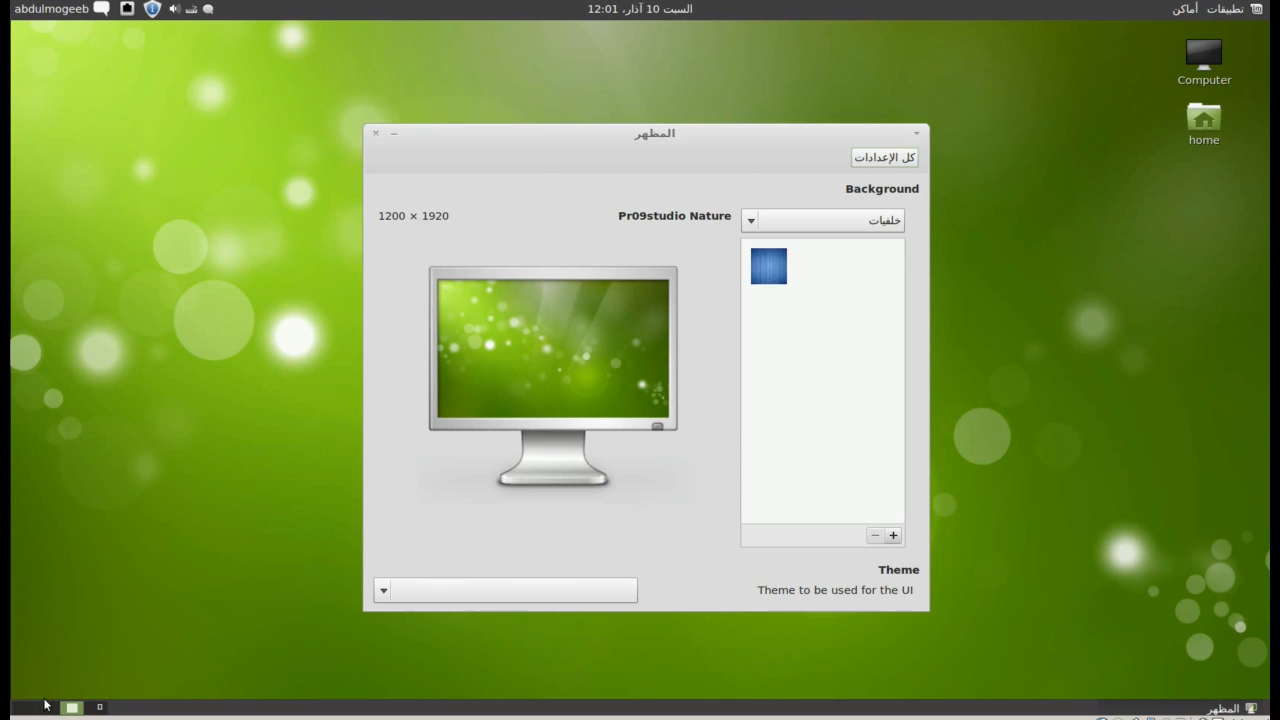 تطبيقات أماكن
السبت 10 آذار، 12:01
abdulmogeeb
Computer
home
المظهر
كل الإعدادات
Background
خلفيات
Pr09studio Nature
1200 × 1920
Theme
Theme to be used for the UI
المظهر